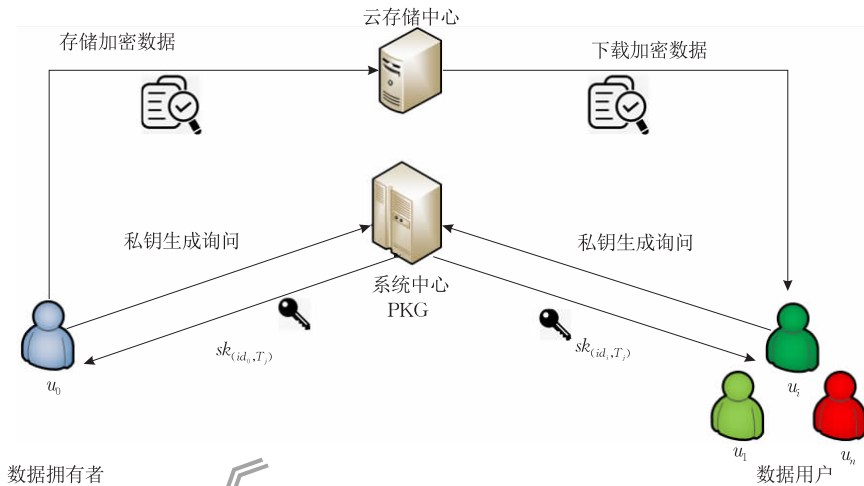 云存储中心
存储加密数据
下载加密数据
私钥生成询问
私钥生成询问
系统中心
PKG
sk(id₀,Tⱼ)
sk(idᵢ,Tⱼ)
u₀
uᵢ
u₁
uₙ
数据拥有者
数据用户